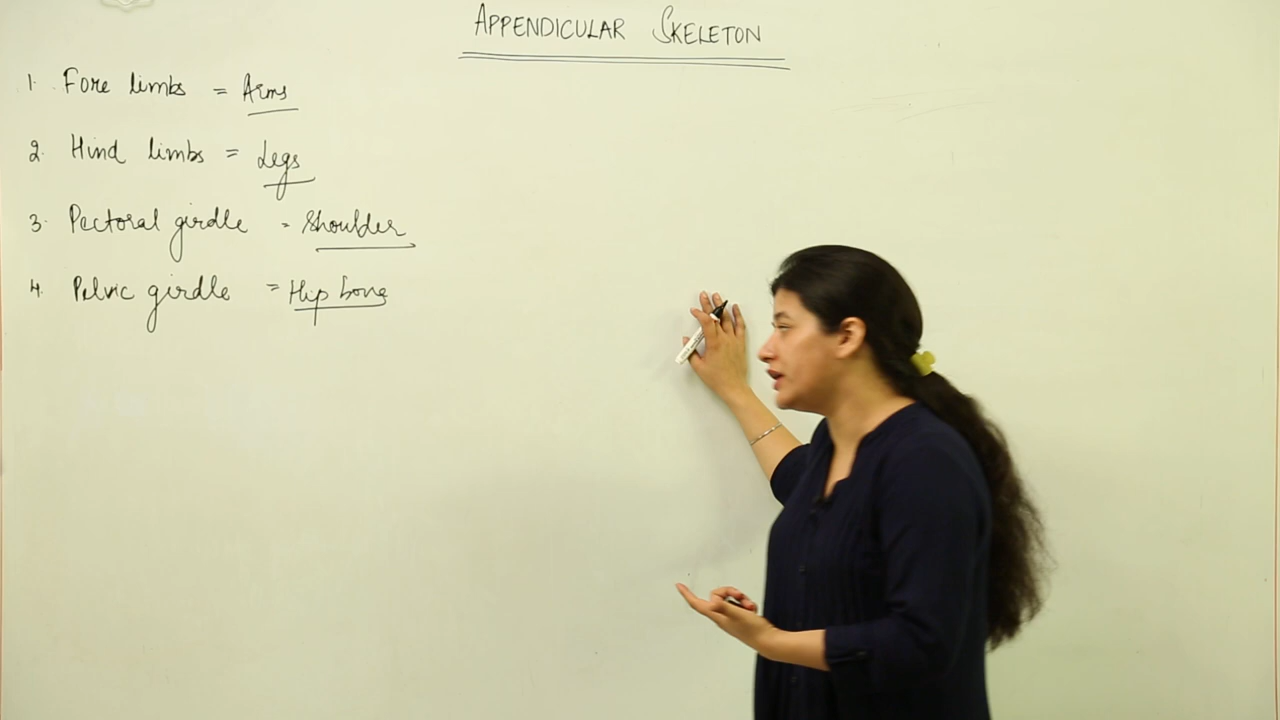 APPENDICULAR SKELETON
1. Fore limbs = Arms
2. Hind limbs = Legs
3. Pectoral girdle = Shoulder
4. Pelvic girdle = Hip bone